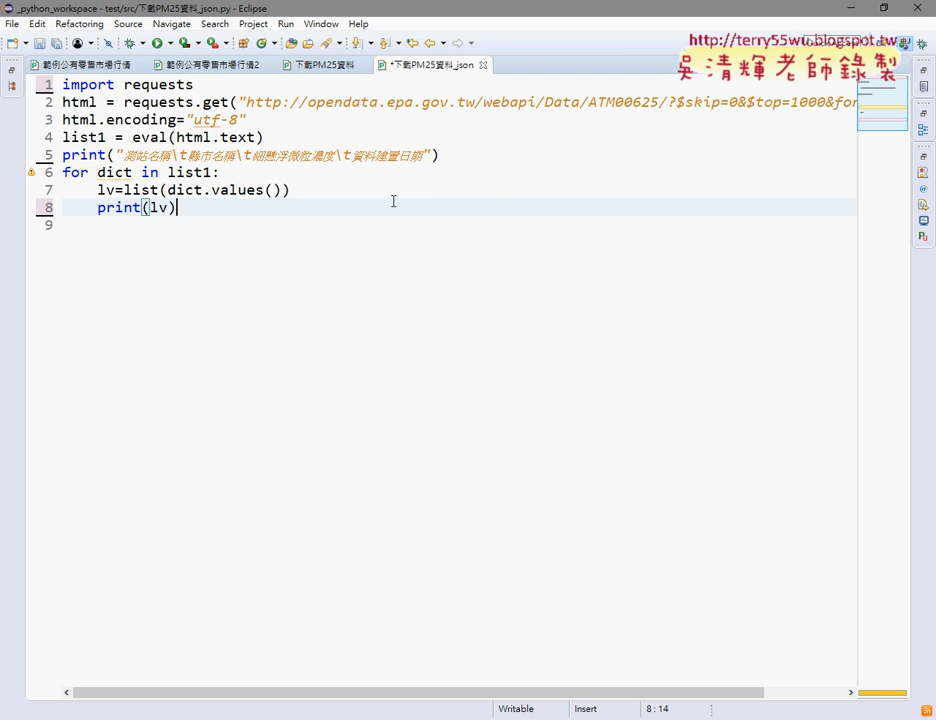 _python_workspace - test/src/下載PM25資料_json.py - Eclipse
File Edit Refactoring Source Navigate Search Project Run Window Help
http://terry55wu.blogspot.tw
吳清輝老師錄製
範例公有零售市場行情 範例公有零售市場行情2 下載PM25資料 *下載PM25資料_json
1 import requests
2 html = requests.get("http://opendata.epa.gov.tw/webapi/Data/ATM00625/?$skip=0&$top=1000&for
3 html.encoding="utf-8"
4 list1 = eval(html.text)
5 print("測站名稱\t縣市名稱\t細懸浮微粒濃度\t資料建置日期")
6 for dict in list1:
7 lv=list(dict.values())
8 print(lv)
9
Writable Insert 8 : 14